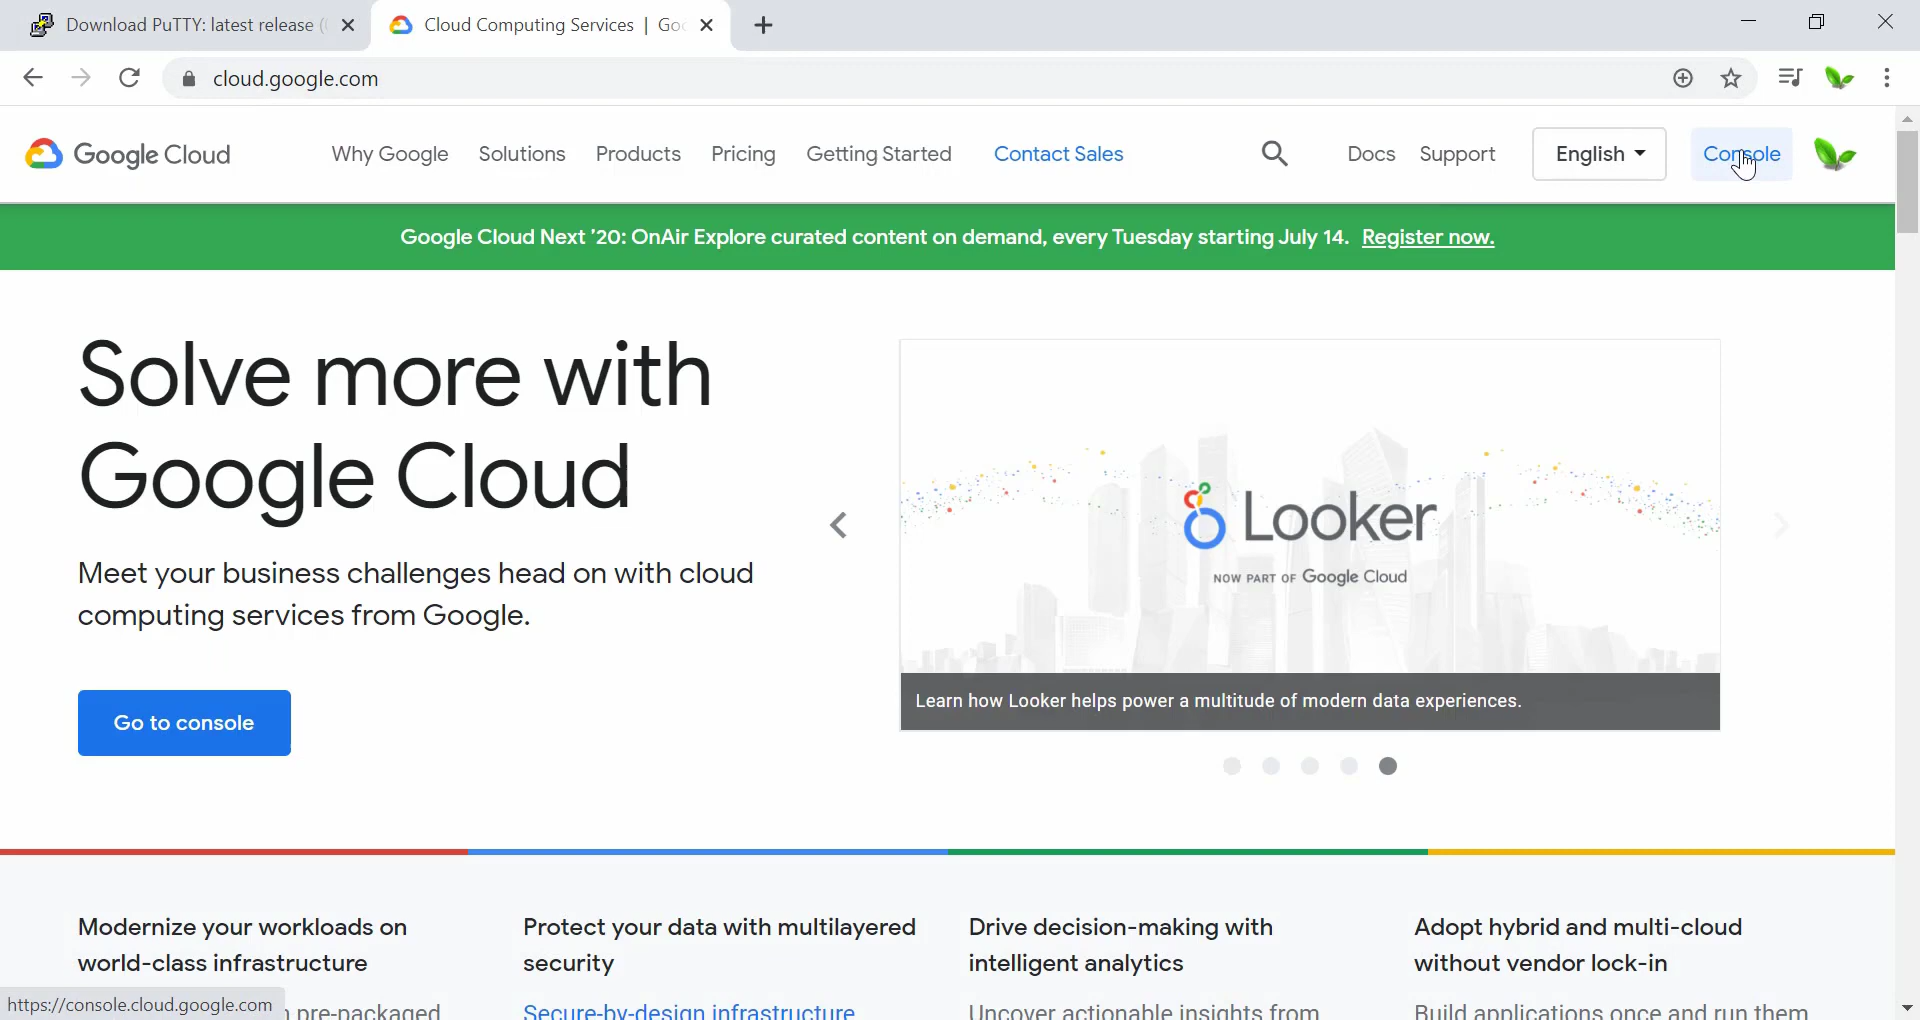 Download PuTTY: latest release (
Cloud Computing Services | Goo
cloud.google.com
Google Cloud
Why Google
Solutions
Products
Pricing
Getting Started
Contact Sales
Docs
Support
English
Console
Google Cloud Next ’20: OnAir Explore curated content on demand, every Tuesday starting July 14. Register now.
Solve more with
Google Cloud
Meet your business challenges head on with cloud
computing services from Google.
Go to console
Looker
NOW PART OF Google Cloud
Learn how Looker helps power a multitude of modern data experiences.
Modernize your workloads on
world-class infrastructure
Protect your data with multilayered
security
Drive decision-making with
intelligent analytics
Adopt hybrid and multi-cloud
without vendor lock-in
https://console.cloud.google.com
pre-packaged
Secure-by-design infrastructure
Uncover actionable insights from
Build applications once and run them